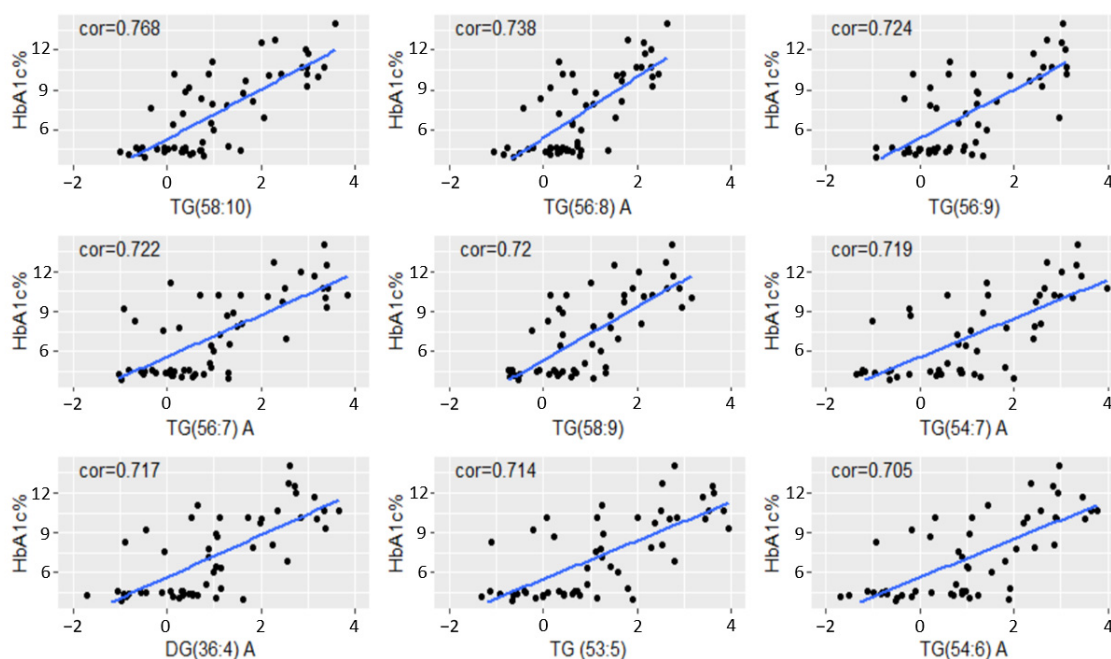 cor=0.768
HbA1c%
12
9
6
−2 0 2 4
TG(58:10)
cor=0.738
HbA1c%
12
9
6
−2 0 2 4
TG(56:8) A
cor=0.724
HbA1c%
12
9
6
−2 0 2 4
TG(56:9)
cor=0.722
HbA1c%
12
9
6
−2 0 2 4
TG(56:7) A
cor=0.72
HbA1c%
12
9
6
−2 0 2 4
TG(58:9)
cor=0.719
HbA1c%
12
9
6
−2 0 2 4
TG(54:7) A
cor=0.717
HbA1c%
12
9
6
−2 0 2 4
DG(36:4) A
cor=0.714
HbA1c%
12
9
6
−2 0 2 4
TG (53:5)
cor=0.705
HbA1c%
12
9
6
−2 0 2 4
TG(54:6) A